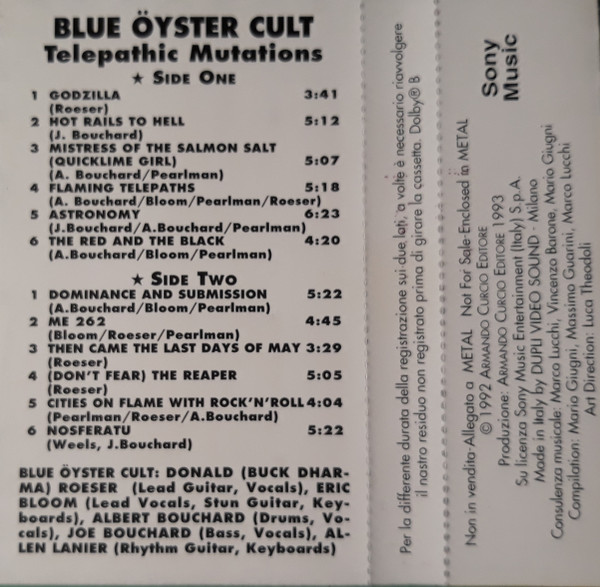 BLUE ÖYSTER CULT
Telepathic Mutations
★ SIDE ONE
1 GODZILLA 3:41
(Roeser)
2 HOT RAILS TO HELL 5:12
(J. Bouchard)
3 MISTRESS OF THE SALMON SALT
(QUICKLIME GIRL) 5:07
(A. Bouchard/Pearlman)
4 FLAMING TELEPATHS 5:18
(A. Bouchard/Bloom/Pearlman/Roeser)
5 ASTRONOMY 6:23
(J.Bouchard/A.Bouchard/Pearlman)
6 THE RED AND THE BLACK 4:20
(A.Bouchard/Bloom/Pearlman)
★ SIDE TWO
1 DOMINANCE AND SUBMISSION 5:22
(A.Bouchard/Bloom/Pearlman)
2 ME 262 4:45
(Bloom/Roeser/Pearlman)
3 THEN CAME THE LAST DAYS OF MAY 3:29
(Roeser)
4 (DON'T FEAR) THE REAPER 5:05
(Roeser)
5 CITIES ON FLAME WITH ROCK'N'ROLL 4:04
(Pearlman/Roeser/A.Bouchard)
6 NOSFERATU 5:22
(Weels, J.Bouchard)
BLUE ÖYSTER CULT: DONALD (BUCK DHAR-
MA) ROESER (Lead Guitar, Vocals), ERIC
BLOOM (Lead Vocals, Stun Guitar, Key-
boards), ALBERT BOUCHARD (Drums, Vo-
cals), JOE BOUCHARD (Bass, Vocals), AL-
LEN LANIER (Rhythm Guitar, Keyboards)
Per la differente durata della registrazione sui due lati, a volte è necessario riavvolgere
il nastro residuo non registrato prima di girare la cassetta. Dolby® B
Sony
Music
Non in vendita-Allegato a METAL Not For Sale-Enclosed in METAL
© 1992 ARMANDO CURCIO EDITORE
Produzione: ARMANDO CURCIO EDITORE 1993
Su licenza Sony Music Entertainment (Italy) S.p.A.
Made in Italy by DUPLI VIDEO SOUND - Milano
Consulenza musicale: Marco Lucchi, Vincenzo Barone, Mario Giugni
Compilation: Mario Giugni, Massimo Guarini, Marco Lucchi
Art Direction: Luca Theodoli